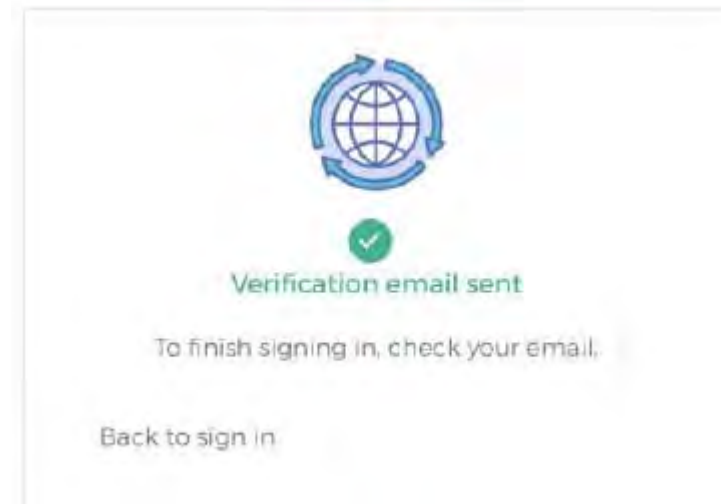 Verification email sent
To finish signing in, check your email.
Back to sign in